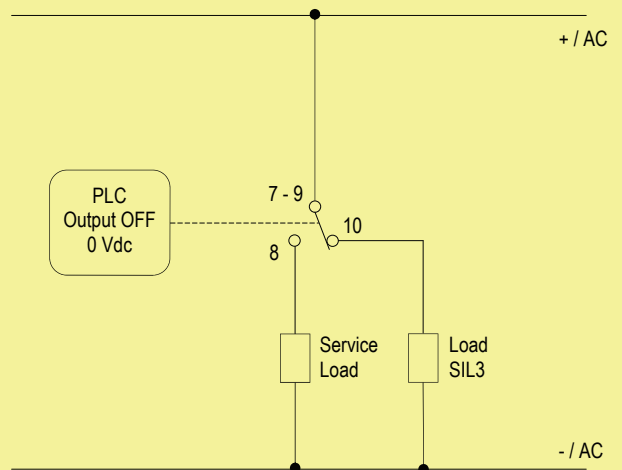 + / AC
PLC
Output OFF
0 Vdc
7 - 9
10
8
Service
Load
Load
SIL3
- / AC